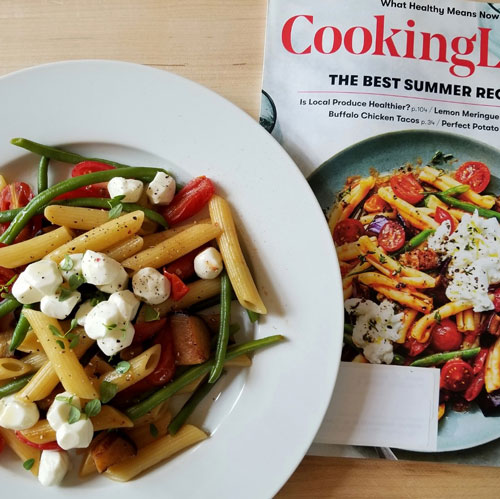 What Healthy Means Now
CookingL
THE BEST SUMMER REC
Is Local Produce Healthier? p.104 / Lemon Meringue
Buffalo Chicken Tacos p.34 / Perfect Potato